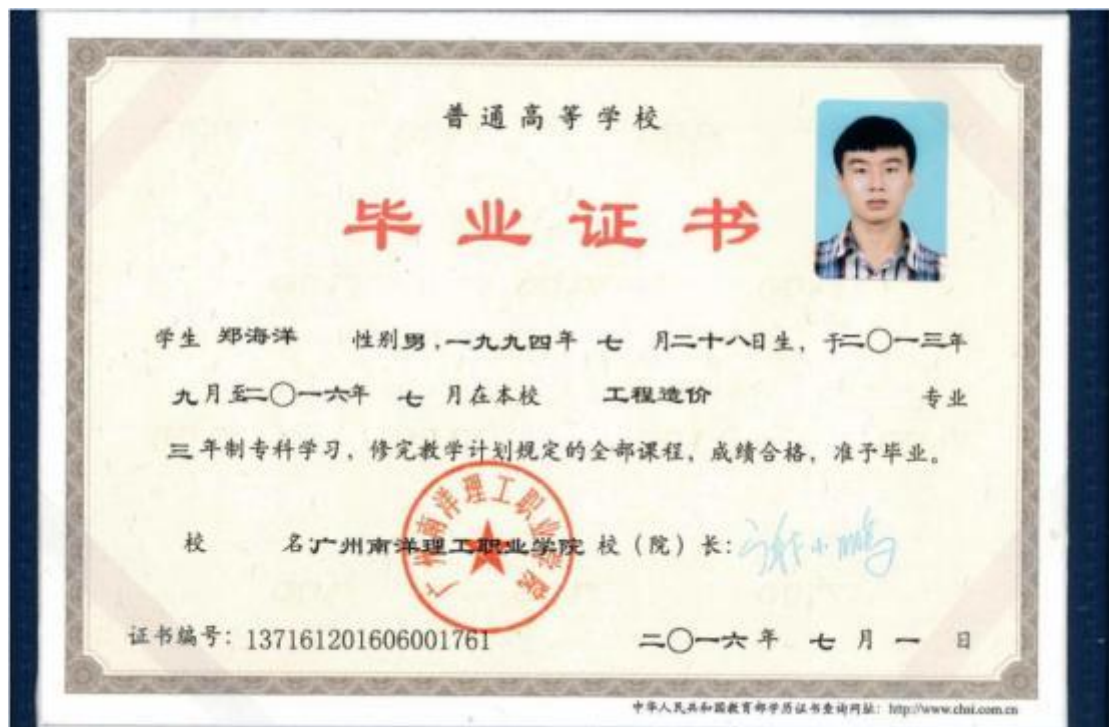 普通高等学校
毕业证书
学生 郑海洋 性别男,一九九四年 七 月二十八日生，于二〇一三年
九月至二〇一六年 七 月在本校 工程造价 专业
三年制专科学习，修完教学计划规定的全部课程，成绩合格，准予毕业。
广州南洋理工职业学院
校 名:广州南洋理工职业学院 校（院）长: 谢小鹏
证书编号：137161201606001761 二〇一六年 七 月 一 日
中华人民共和国教育部学历证书查询网址：http://www.chsi.com.cn